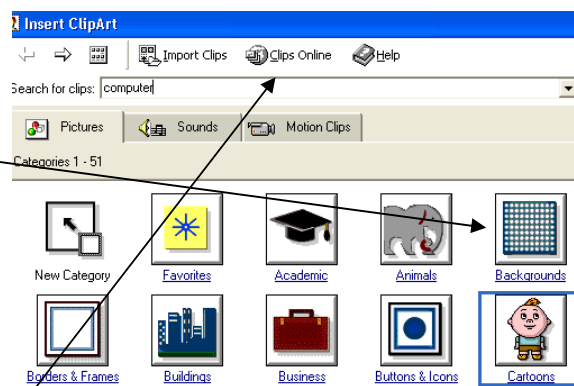 Insert ClipArt
Import Clips Clips Online Help
Search for clips: computer
Pictures Sounds Motion Clips
Categories 1 - 51
New Category Favorites Academic Animals Backgrounds
Borders & Frames Buildings Business Buttons & Icons Cartoons